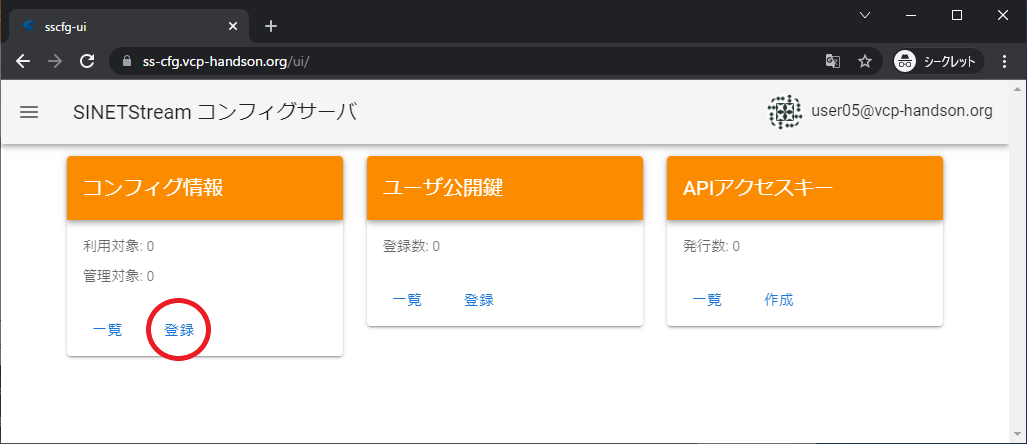 sscfg-ui
ss-cfg.vcp-handson.org/ui/
シークレット
SINETStream コンフィグサーバ
user05@vcp-handson.org
コンフィグ情報
利用対象: 0
管理対象: 0
一覧 登録
ユーザ公開鍵
登録数: 0
一覧 登録
APIアクセスキー
発行数: 0
一覧 作成